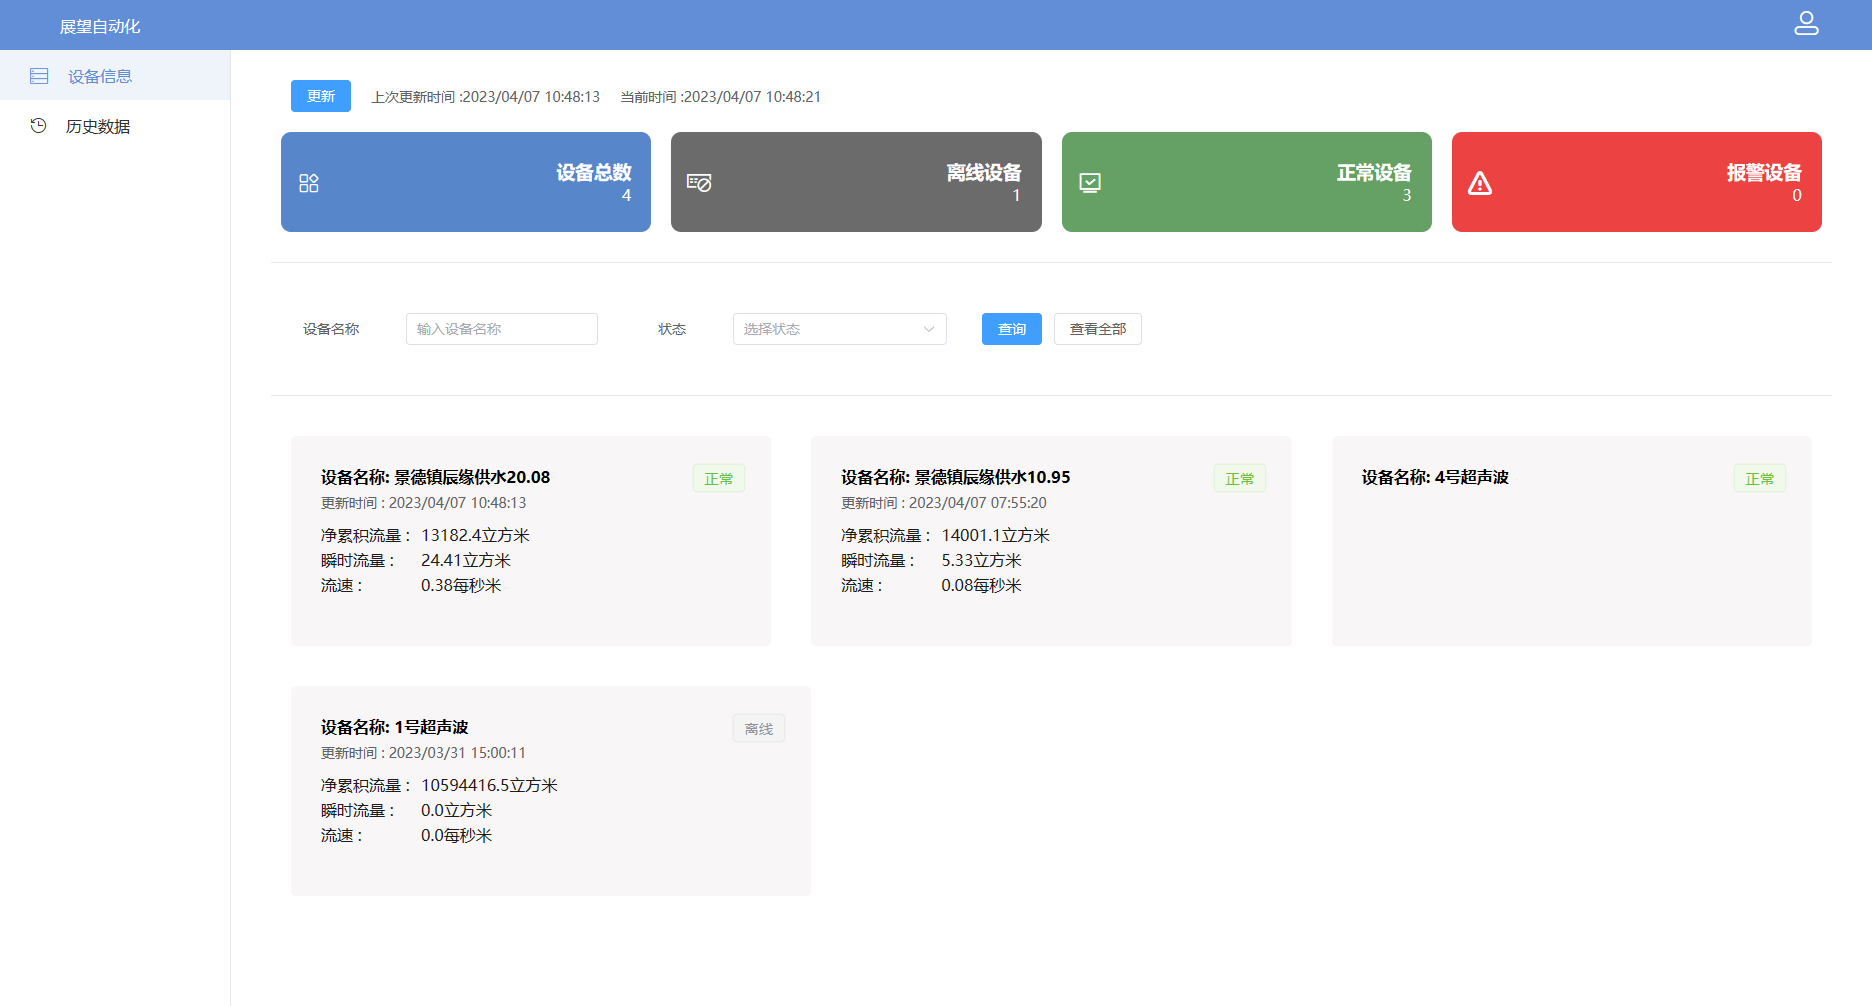 展望自动化
设备信息
历史数据
更新 上次更新时间 :2023/04/07 10:48:13 当前时间 :2023/04/07 10:48:21
设备总数
4
离线设备
1
正常设备
3
报警设备
0
设备名称 输入设备名称 状态 选择状态 查询 查看全部
设备名称: 景德镇辰缘供水20.08 正常
更新时间 : 2023/04/07 10:48:13
净累积流量 : 13182.4立方米
瞬时流量 : 24.41立方米
流速 : 0.38每秒米
设备名称: 景德镇辰缘供水10.95 正常
更新时间 : 2023/04/07 07:55:20
净累积流量 : 14001.1立方米
瞬时流量 : 5.33立方米
流速 : 0.08每秒米
设备名称: 4号超声波 正常
设备名称: 1号超声波 离线
更新时间 : 2023/03/31 15:00:11
净累积流量 : 10594416.5立方米
瞬时流量 : 0.0立方米
流速 : 0.0每秒米